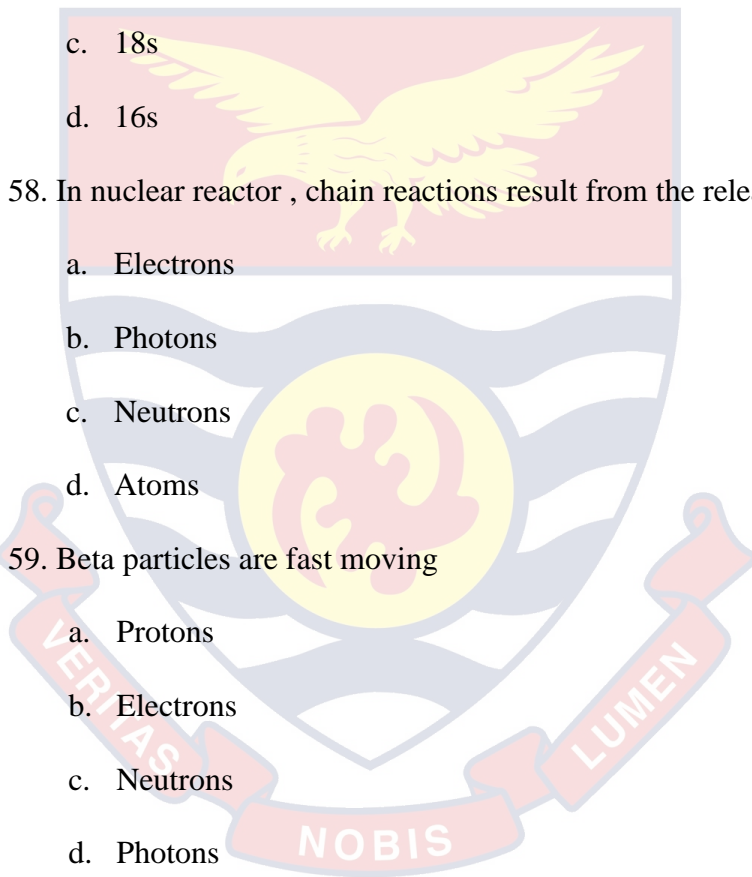 c. 18s
d. 16s
58. In nuclear reactor , chain reactions result from the
a. Electrons
b. Photons
c. Neutrons
d. Atoms
59. Beta particles are fast moving
a. Protons
b. Electrons
c. Neutrons
d. Photons
VERITAS
NOBIS
LUMEN